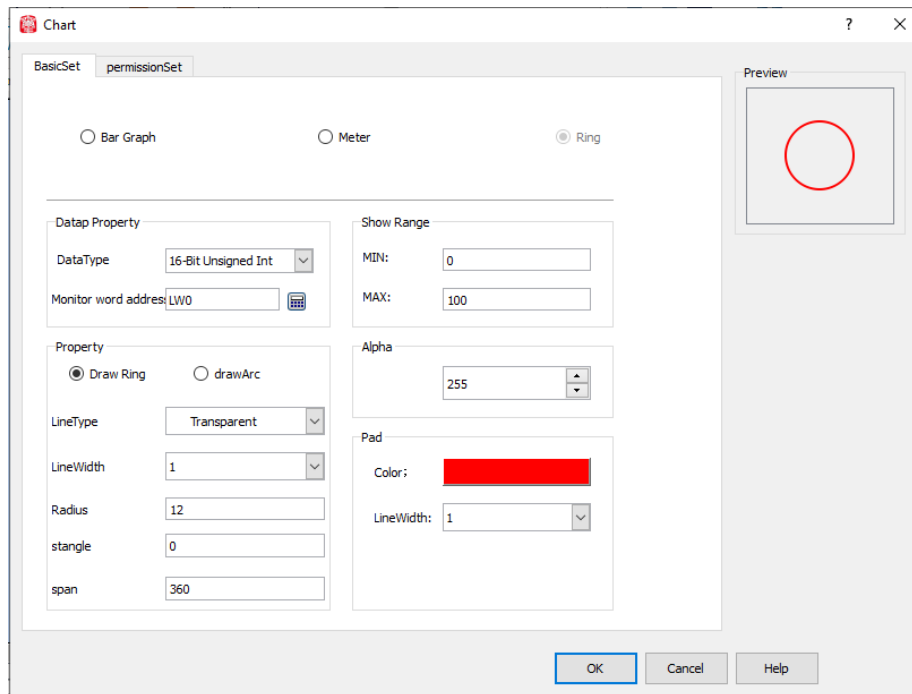 Chart
?
BasicSet
permissionSet
Preview
Bar Graph
Meter
Ring
Datap Property
DataType
16-Bit Unsigned Int
Monitor word addres
LW0
Show Range
MIN:
0
MAX:
100
Property
Draw Ring
drawArc
LineType
Transparent
LineWidth
1
Radius
12
stangle
0
span
360
Alpha
255
Pad
Color;
LineWidth:
1
OK
Cancel
Help